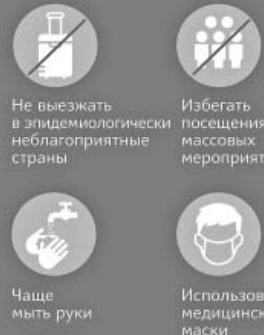 Не выезжать
в эпидемиологически
неблагоприятные
страны
Избегать
посещения
массовых
мероприят
Чаще
мыть руки
Использов
медицинск
маски